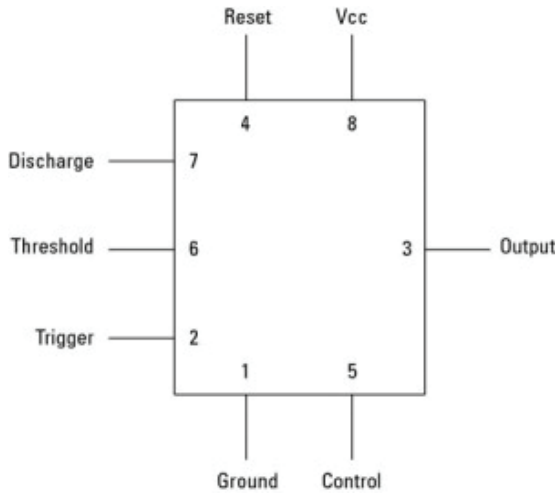 Reset Vcc
4 8
Discharge 7
Threshold 6 3 Output
Trigger 2
1 5
Ground Control